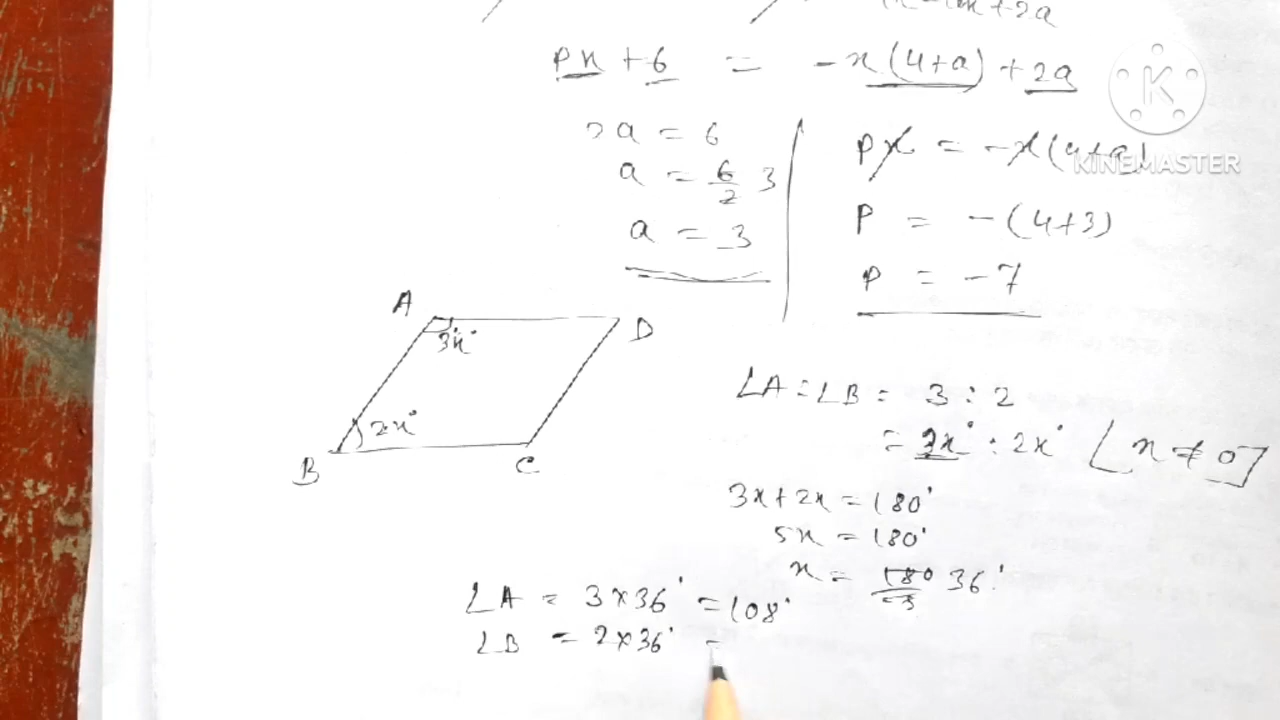 px + 6 = -x(4+a) + 2a
2a = 6
a = 6/2 3
a = 3
px = -x(4+a)
P = -(4+3)
P = -7
K
KINEMASTER
A
D
3x°
2x°
B
C
∠A : ∠B = 3 : 2
= 3x° : 2x° [x ≠ 0]
3x + 2x = 180°
5x = 180°
x = 180/5 36°
∠A = 3×36° = 108°
∠B = 2×36° =